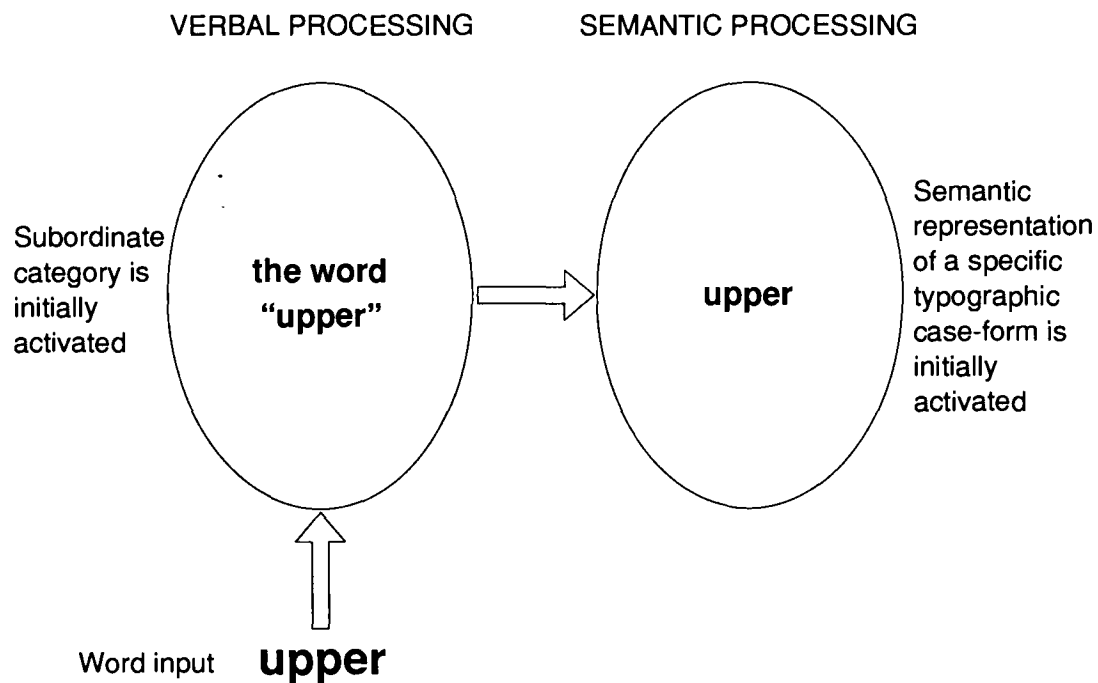 VERBAL PROCESSING
SEMANTIC PROCESSING
Subordinate
category is
initially
activated
the word
“upper”
upper
Semantic
representation
of a specific
typographic
case-form is
initially
activated
Word input upper